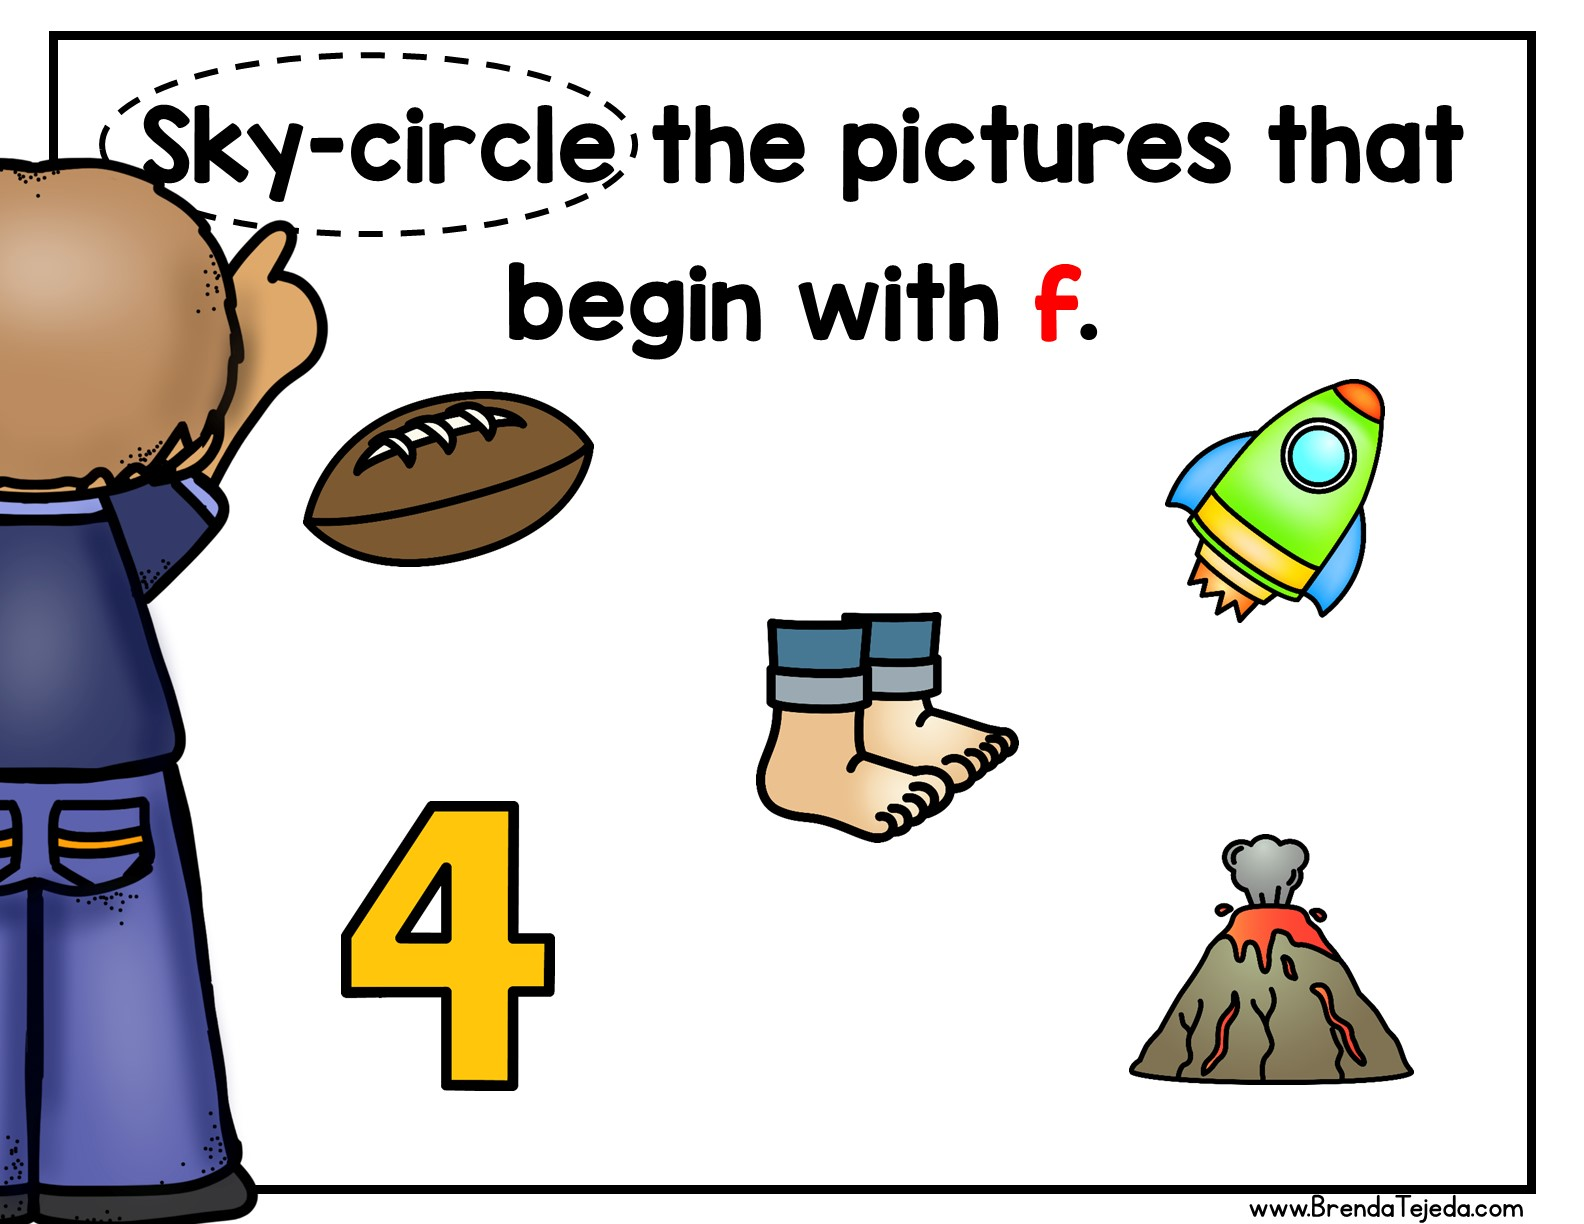 Sky-circle the pictures that
begin with f.
4
www.BrendaTejeda.com